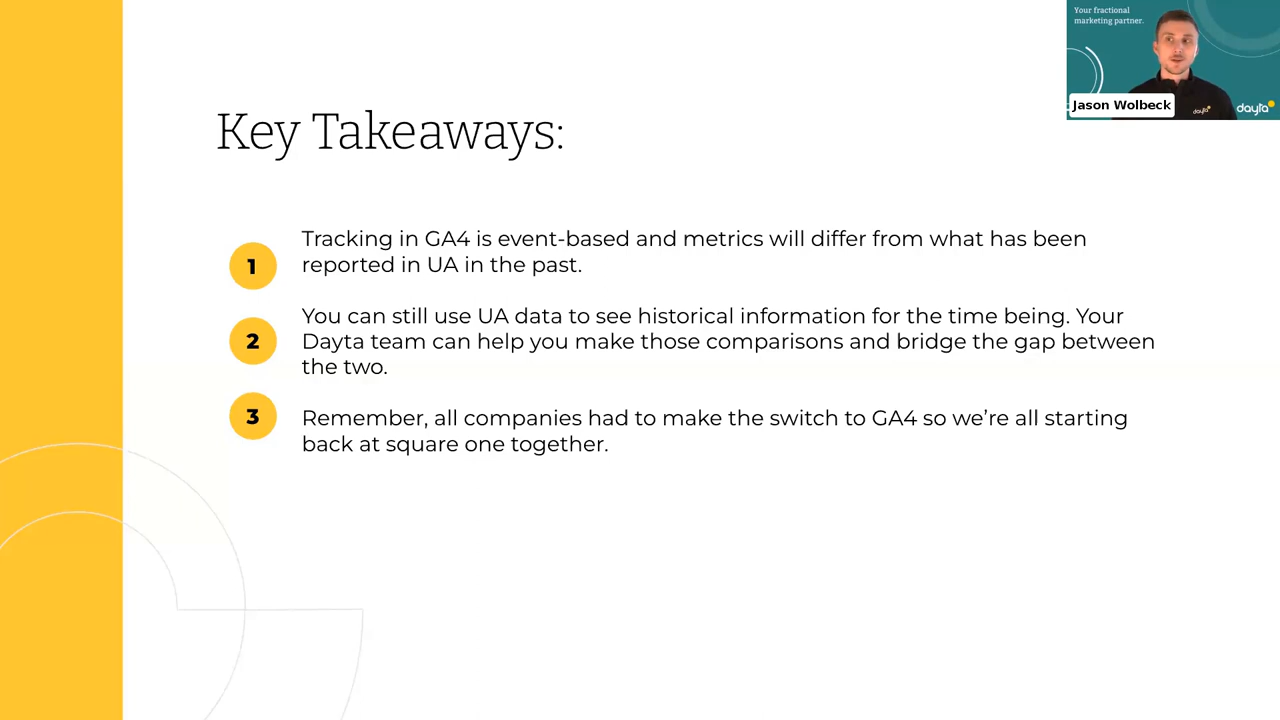 Your fractional
marketing partner.
Jason Wolbeck
dayta
dayta
Key Takeaways:
1
Tracking in GA4 is event-based and metrics will differ from what has been
reported in UA in the past.
2
You can still use UA data to see historical information for the time being. Your
Dayta team can help you make those comparisons and bridge the gap between
the two.
3
Remember, all companies had to make the switch to GA4 so we’re all starting
back at square one together.